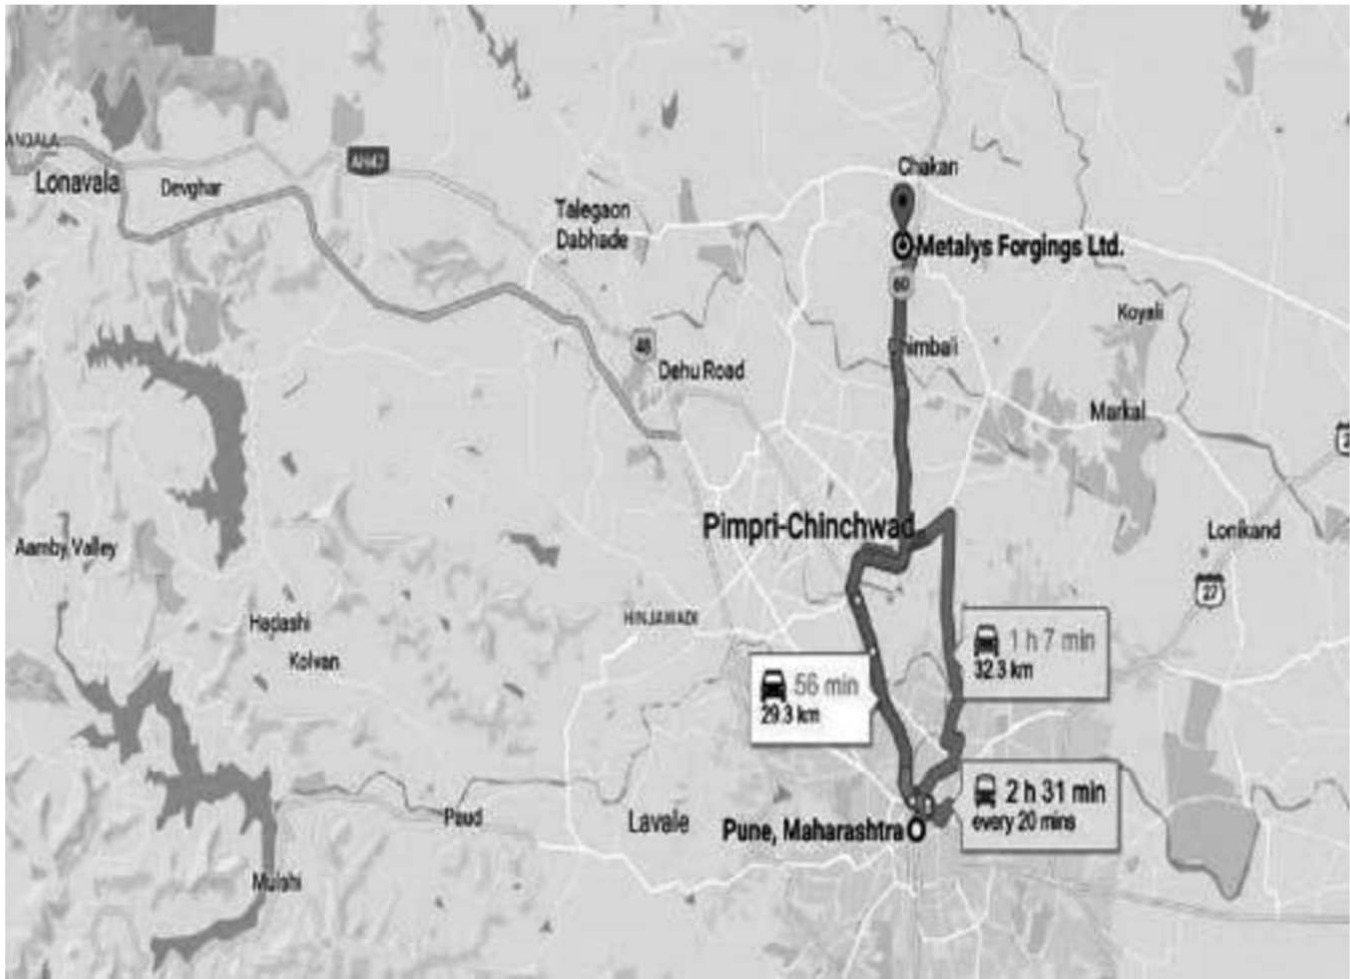 Chakan
AH47
Lonavala
Devghar
Talegaon
Dabhade
Metalys Forgings Ltd.
60
Koyali
48
Dehu Road
Markal
Pimpri-Chinchwad
Lonikand
Aamby Valley
27
HINJAWADI
Hadashi
Kolvan
1 h 7 min
32.3 km
56 min
29.3 km
2 h 31 min
every 20 mins
Paud
Lavale
Pune, Maharashtra
Mulshi